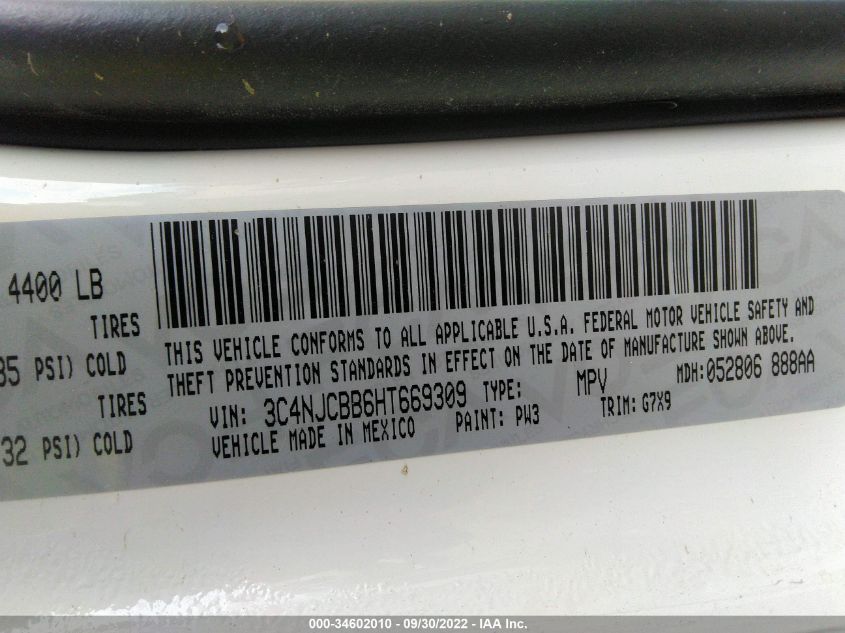 4400 LB
TIRES
35 PSI) COLD
TIRES
32 PSI) COLD
THIS VEHICLE CONFORMS TO ALL APPLICABLE U.S.A. FEDERAL MOTOR VEHICLE SAFETY AND
THEFT PREVENTION STANDARDS IN EFFECT ON THE DATE OF MANUFACTURE SHOWN ABOVE.
VIN: 3C4NJCBB6HT669309 TYPE: MPV MDH:052806 888AA
VEHICLE MADE IN MEXICO PAINT: PW3 TRIM: G7X9
000-34602010 - 09/30/2022 - IAA Inc.